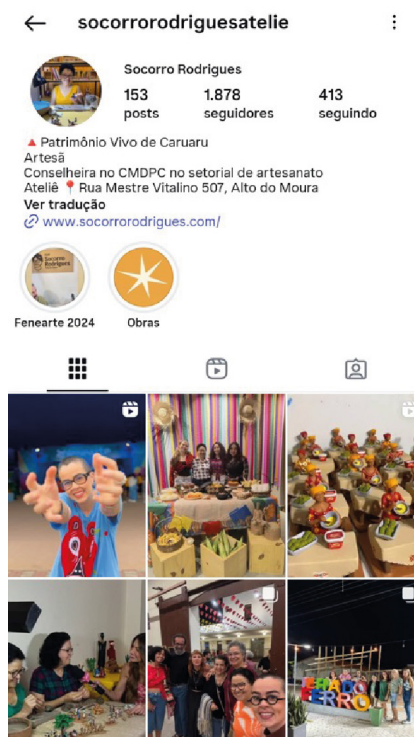 socorrorodriguesatelie
Socorro Rodrigues
153 1.878 413
posts seguidores seguindo
🔺 Patrimônio Vivo de Caruaru
Artesã
Conselheira no CMDPC no setorial de artesanato
Ateliê 📍 Rua Mestre Vitalino 507, Alto do Moura
Ver tradução
www.socorrorodrigues.com/
Socorro
Rodrigues
Fenearte 2024 Obras